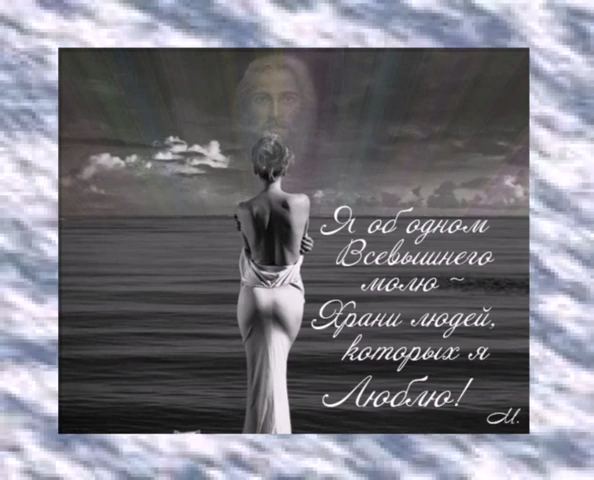 Я об одном
Всевышнего
молю ~
Храни людей,
которых я
Люблю!
М.